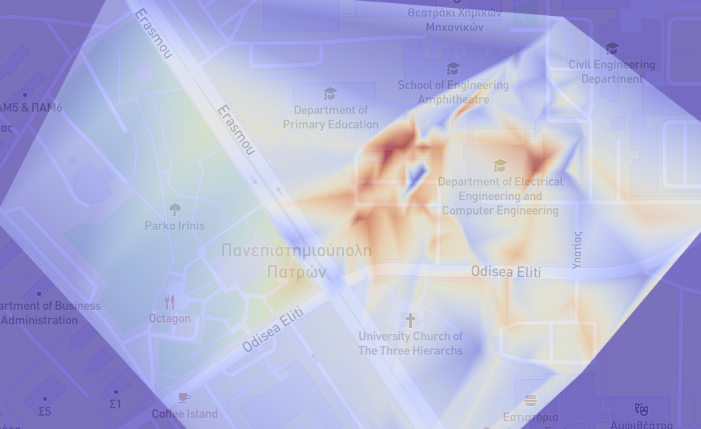 Θεατράκι Χημικών
Μηχανικών
Erasmou
Civil Engineering
Department
School of Engineering
Amphitheatre
ΑΜ5 & ΠΑΜ6
ας
Department of
Primary Education
Erasmou
Department of Electrical
Engineering and
Computer Engineering
Parko Irinis
Πανεπιστημιούπολη
Πατρών
Υπατίας
Odisea Eliti
artment of Business
Administration
Octagon
Odisea Eliti
University Church of
The Three Hierarchs
Σ5
Σ1
Coffee Island
Εστιατόριο
Αμφιθέατρο